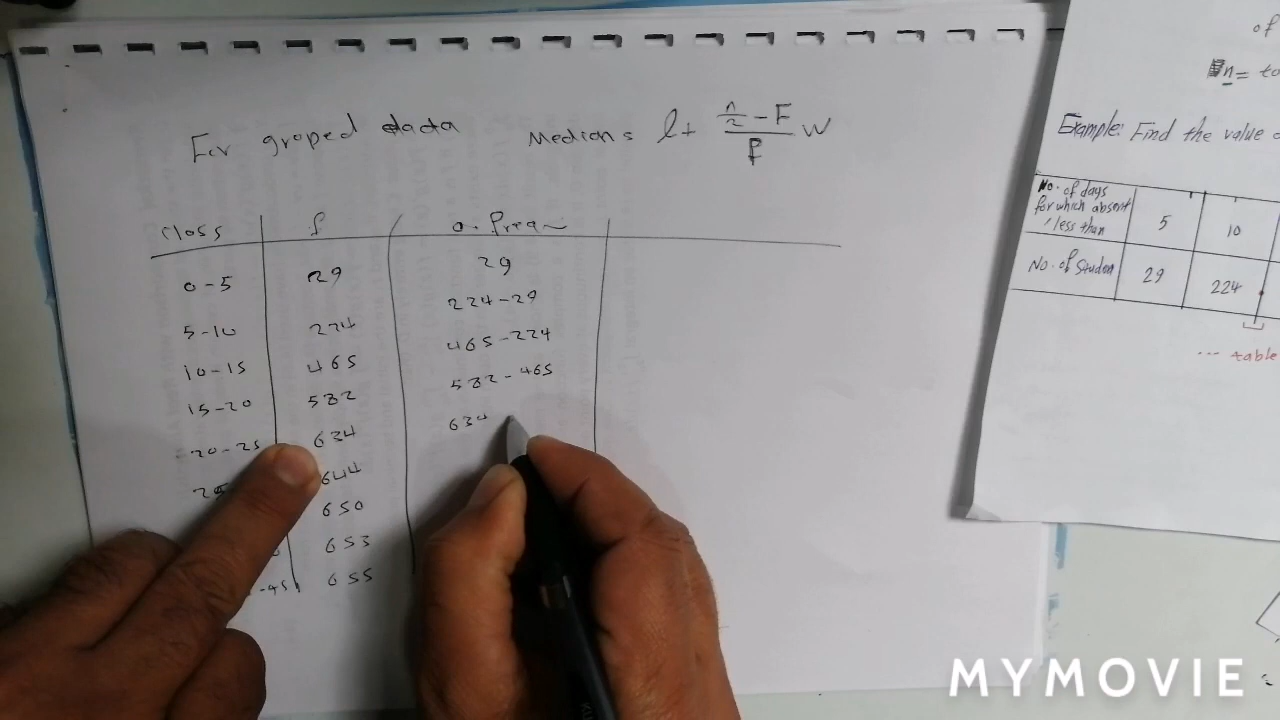 For groped data Median = l + (n/2 - F)/F w
Class f o. freq
0-5 29 29
5-10 224 224-29
10-15 465 465-224
15-20 582 582-465
20-25 634 634
2 644
650
653
-45 655
of
n = to
Example: Find the value o
No. of days for which absent / less than 5 10
No. of Studen 29 224
... table
MYMOVIE